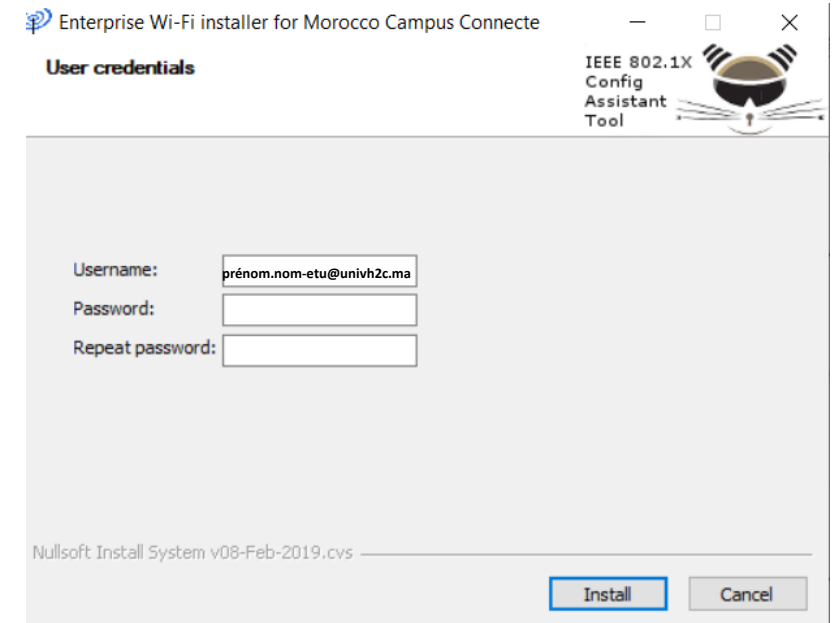 Enterprise Wi-Fi installer for Morocco Campus Connecte
User credentials
IEEE 802.1X
Config
Assistant
Tool
Username:
prénom.nom-etu@univh2c.ma
Password:
Repeat password:
Nullsoft Install System v08-Feb-2019.cvs
Install
Cancel